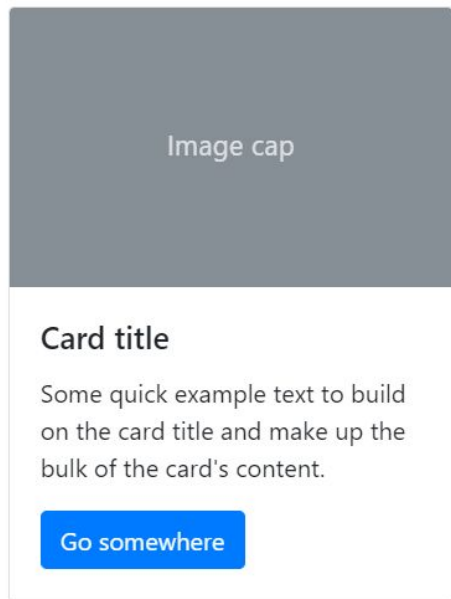 Image cap
Card title
Some quick example text to build
on the card title and make up the
bulk of the card's content.
Go somewhere